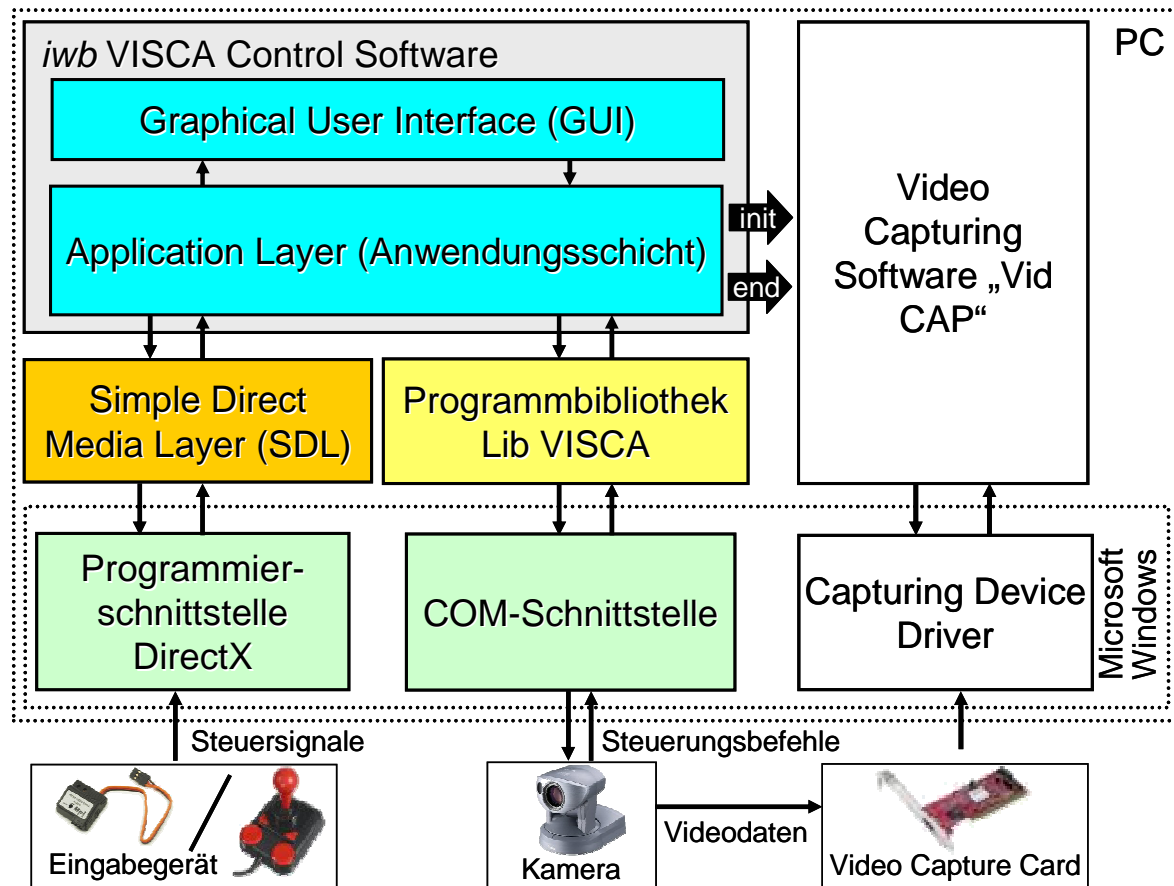 PC
iwb VISCA Control Software
Graphical User Interface (GUI)
Application Layer (Anwendungsschicht)
init
end
Video
Capturing
Software „Vid
CAP“
Simple Direct
Media Layer (SDL)
Programmbibliothek
Lib VISCA
Programmier-
schnittstelle
DirectX
COM-Schnittstelle
Capturing Device
Driver
Microsoft
Windows
Steuersignale
Steuerungsbefehle
Eingabegerät
Kamera
Videodaten
Video Capture Card